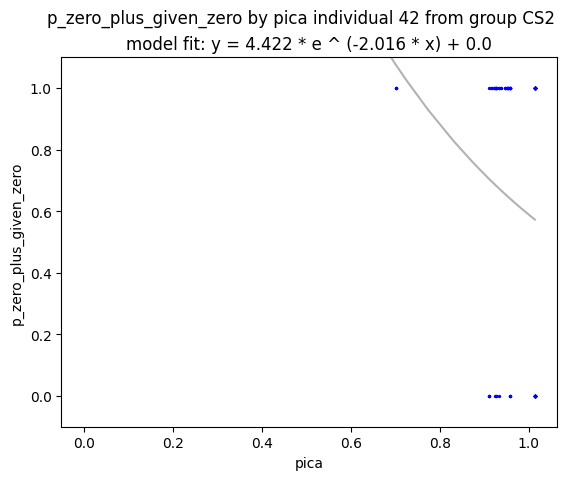 p_zero_plus_given_zero by pica individual 42 from group CS2
model fit: y = 4.422 * e ^ (-2.016 * x) + 0.0
p_zero_plus_given_zero
1.0
0.8
0.6
0.4
0.2
0.0
0.0 0.2 0.4 0.6 0.8 1.0
pica